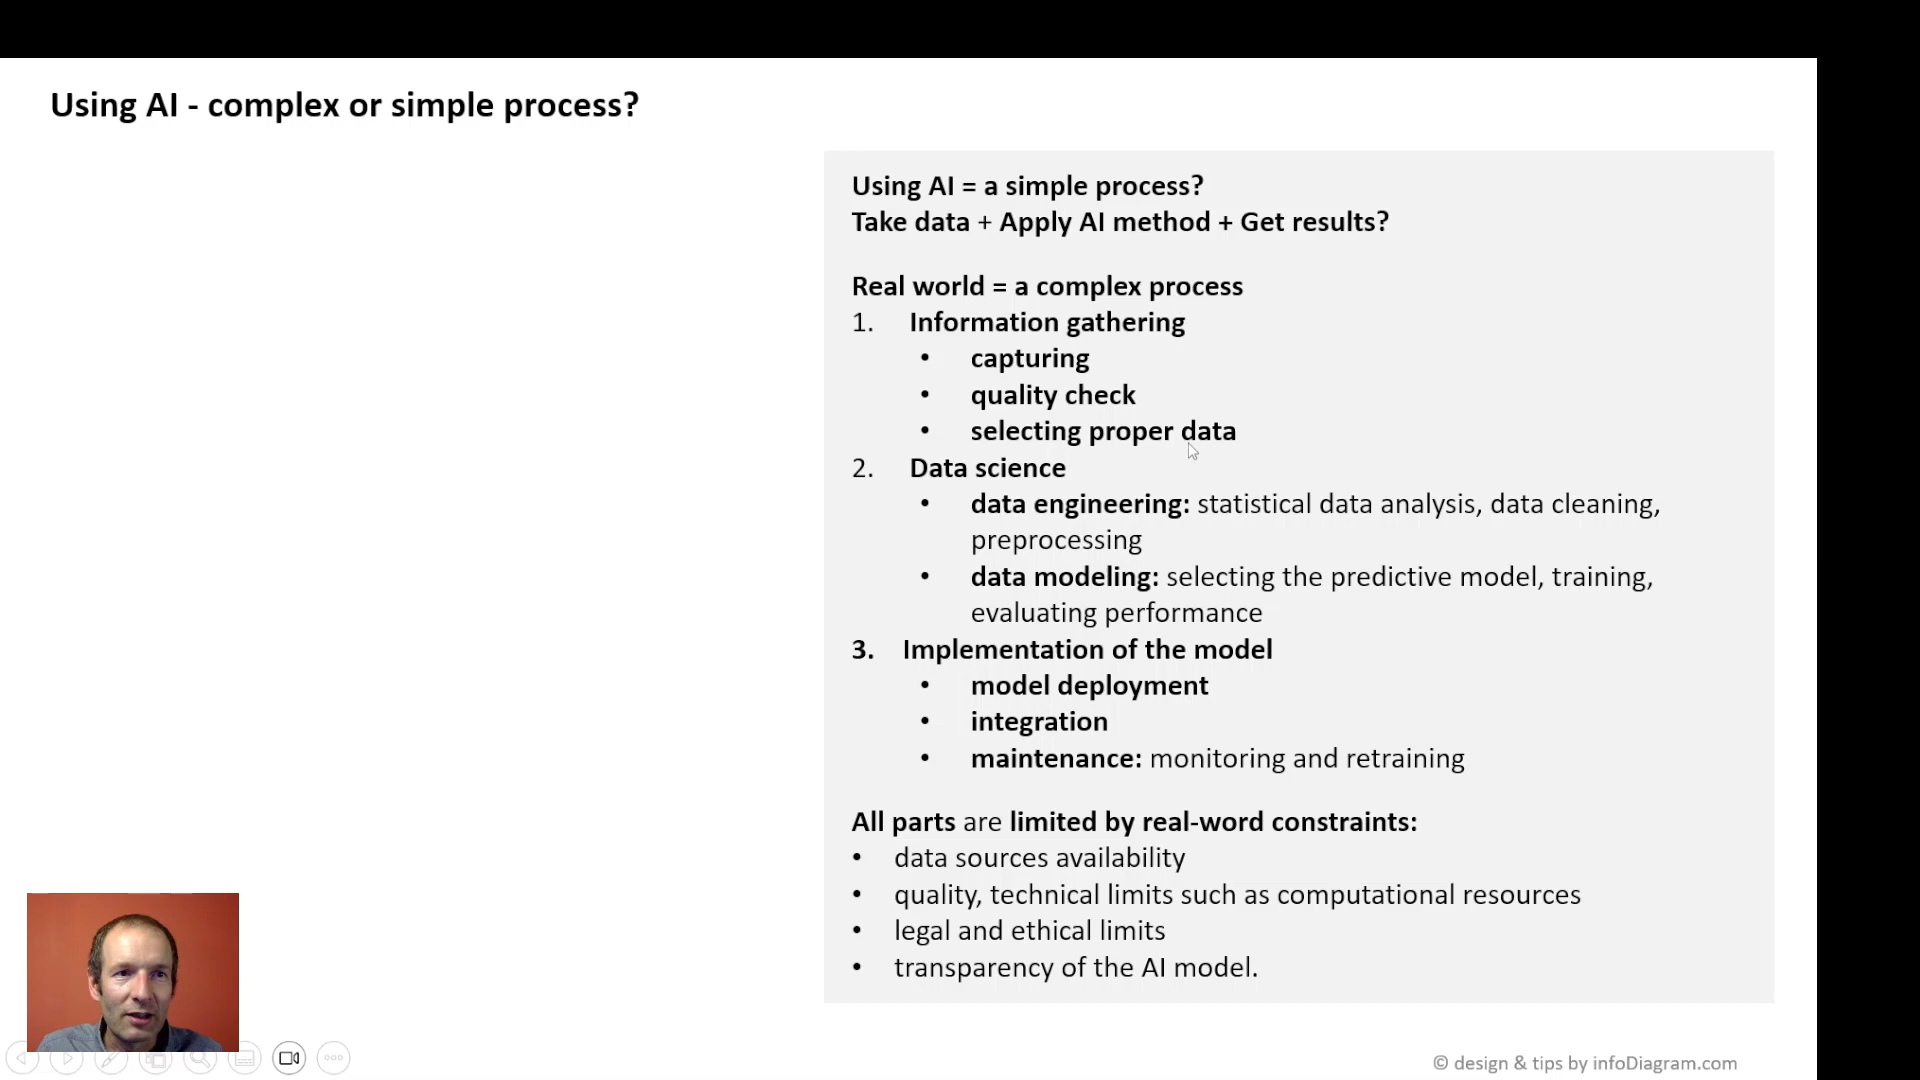 Using AI - complex or simple process?
Using AI = a simple process?
Take data + Apply AI method + Get results?
Real world = a complex process
1. Information gathering
• capturing
• quality check
• selecting proper data
2. Data science
• data engineering: statistical data analysis, data cleaning,
preprocessing
• data modeling: selecting the predictive model, training,
evaluating performance
3. Implementation of the model
• model deployment
• integration
• maintenance: monitoring and retraining
All parts are limited by real-word constraints:
• data sources availability
• quality, technical limits such as computational resources
• legal and ethical limits
• transparency of the AI model.
© design & tips by infoDiagram.com